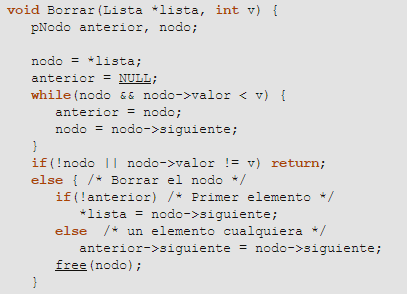 void Borrar(Lista *lista, int v) {
   pNodo anterior, nodo;

   nodo = *lista;
   anterior = NULL;
   while(nodo && nodo->valor < v) {
      anterior = nodo;
      nodo = nodo->siguiente;
   }
   if(!nodo || nodo->valor != v) return;
   else { /* Borrar el nodo */
      if(!anterior) /* Primer elemento */
         *lista = nodo->siguiente;
      else  /* un elemento cualquiera */
         anterior->siguiente = nodo->siguiente;
      free(nodo);
   }